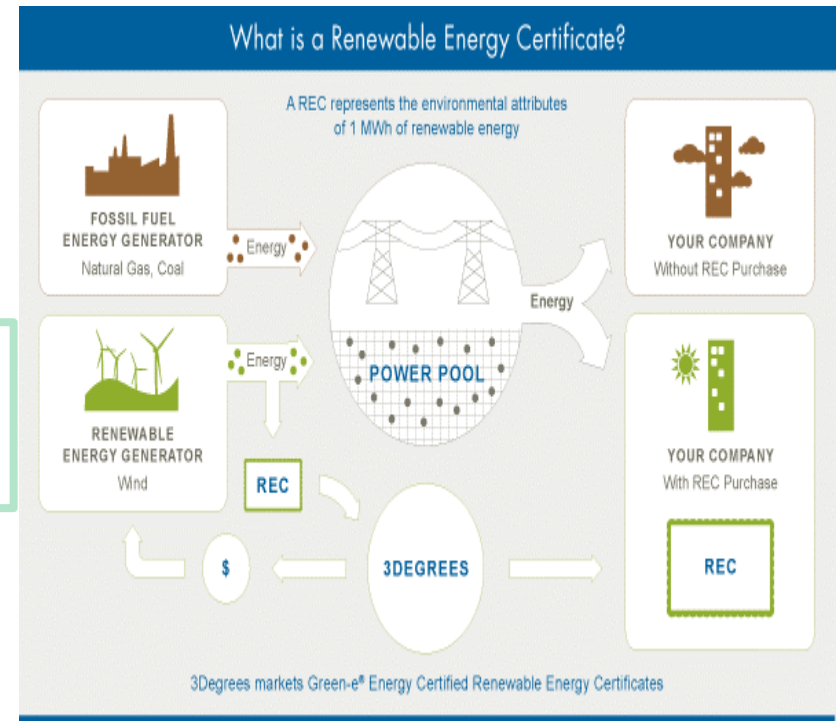 What is a Renewable Energy Certificate?
A REC represents the environmental attributes
of 1 MWh of renewable energy
FOSSIL FUEL
ENERGY GENERATOR
Natural Gas, Coal
Energy
YOUR COMPANY
Without REC Purchase
Energy
Energy
POWER POOL
RENEWABLE
ENERGY GENERATOR
Wind
REC
YOUR COMPANY
With REC Purchase
$
3DEGREES
REC
3Degrees markets Green-e® Energy Certified Renewable Energy Certificates